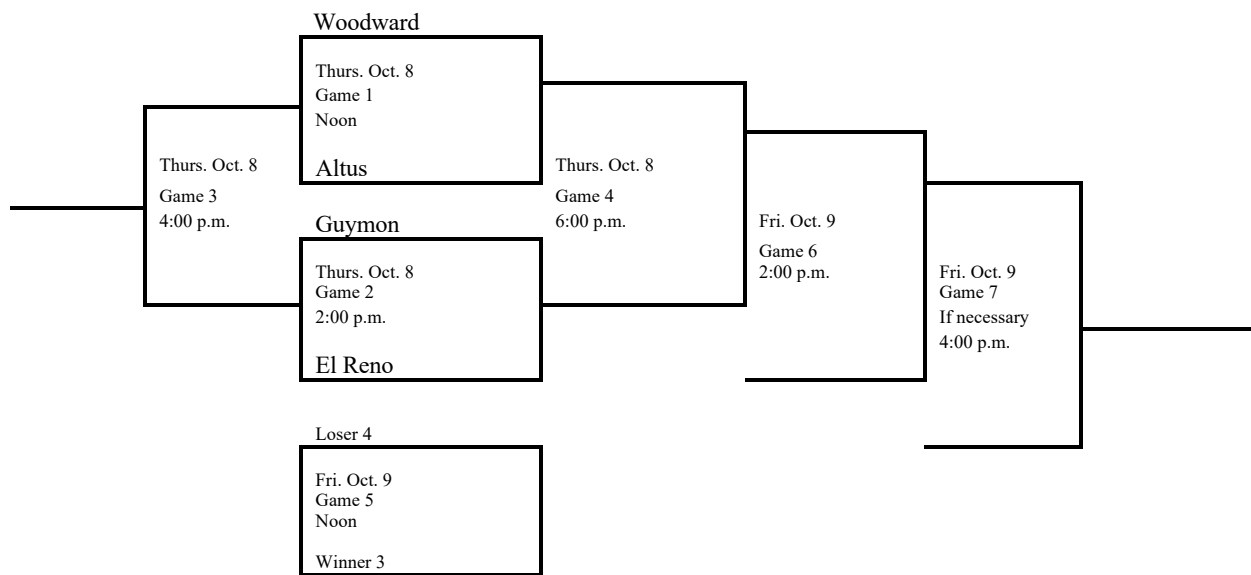 Woodward
Thurs. Oct. 8
Game 1
Noon
Altus
Thurs. Oct. 8
Game 3
4:00 p.m.
Thurs. Oct. 8
Game 4
6:00 p.m.
Guymon
Thurs. Oct. 8
Game 2
2:00 p.m.
El Reno
Fri. Oct. 9
Game 6
2:00 p.m.
Fri. Oct. 9
Game 7
If necessary
4:00 p.m.
Loser 4
Fri. Oct. 9
Game 5
Noon
Winner 3